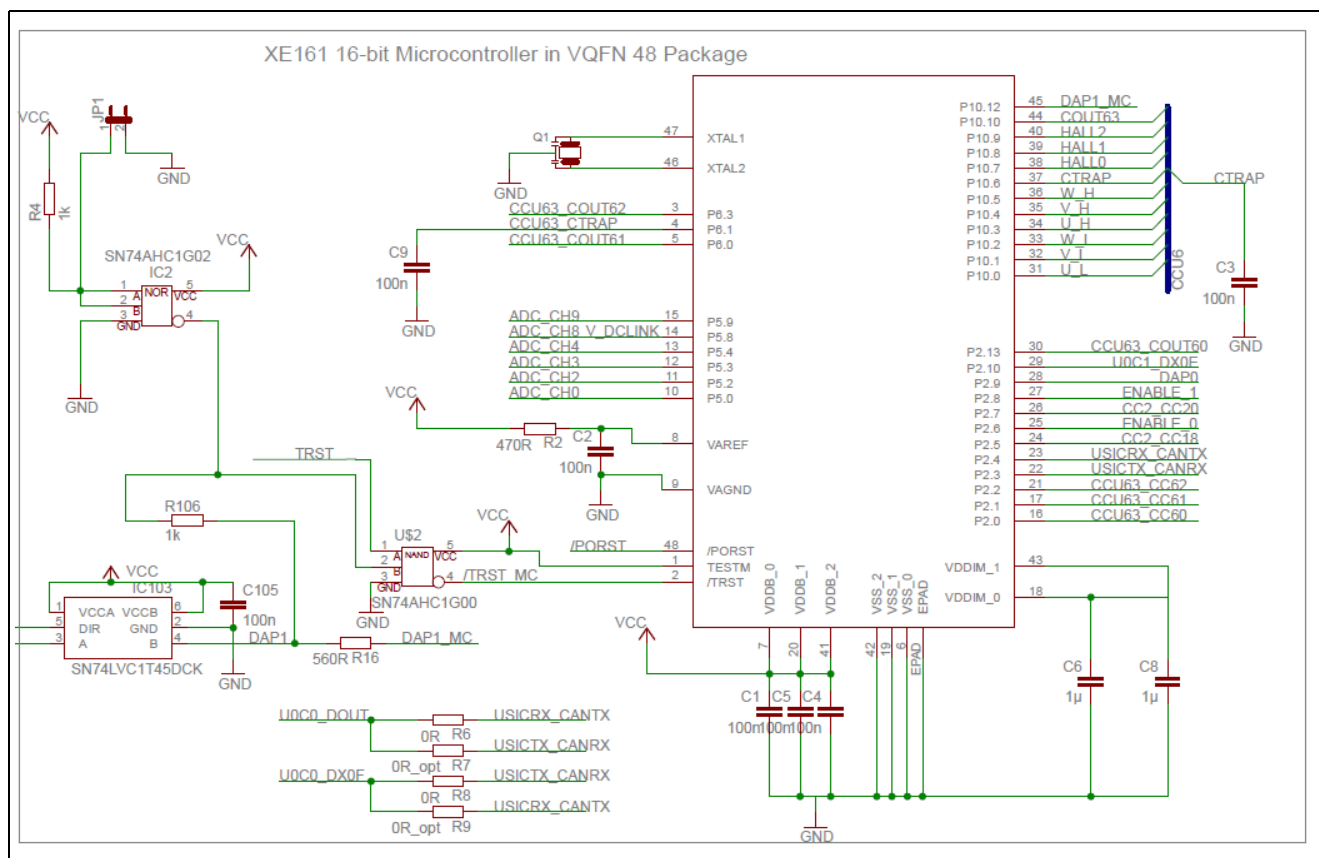 XE161 16-bit Microcontroller in VQFN 48 Package
VCC
JP1
1
2
GND
R4
1k
SN74AHC1G02
IC2
VCC
1
2
3
A
B
GND
NOR
VCC
5
4
GND
Q1
GND
47
XTAL1
46
XTAL2
CCU63_COUT62
3
P6.3
CCU63_CTRAP
4
P6.1
CCU63_COUT61
5
P6.0
C9
100n
GND
ADC_CH9
15
P5.9
ADC_CH8_V_DCLINK
14
P5.8
ADC_CH4
13
P5.4
ADC_CH3
12
P5.3
ADC_CH2
11
P5.2
ADC_CH0
10
P5.0
VCC
470R
R2
C2
100n
8
VAREF
9
VAGND
GND
TRST
R106
1k
U$2
VCC
1
2
3
A
B
GND
NAND
VCC
5
4
/TRST_MC
SN74AHC1G00
GND
/PORST
48
/PORST
1
TESTM
2
/TRST
VCC
IC103
C105
100n
1
VCCA
VCCB
6
5
DIR
GND
2
3
A
B
4
DAP1
SN74LVC1T45DCK
GND
560R
R16
DAP1_MC
U0C0_DOUT
0R
R6
USICRX_CANTX
0R_opt
R7
USICTX_CANRX
U0C0_DX0F
0R
R8
USICTX_CANRX
0R_opt
R9
USICRX_CANTX
P10.12
45
DAP1_MC
P10.10
44
COUT63
P10.9
40
HALL2
P10.8
39
HALL1
P10.7
38
HALL0
P10.6
37
CTRAP
P10.5
36
W_H
P10.4
35
V_H
P10.3
34
U_H
P10.2
33
W_L
P10.1
32
V_L
P10.0
31
U_L
CCU6
CTRAP
C3
100n
GND
P2.13
30
CCU63_COUT60
P2.10
29
U0C1_DX0E
P2.9
28
DAP0
P2.8
27
ENABLE_1
P2.7
26
CC2_CC20
P2.6
25
ENABLE_0
P2.5
24
CC2_CC18
P2.4
23
USICRX_CANTX
P2.3
22
USICTX_CANRX
P2.2
21
CCU63_CC62
P2.1
17
CCU63_CC61
P2.0
16
CCU63_CC60
VDDIM_1
43
VDDIM_0
18
VDDB_0
VDDB_1
VDDB_2
VSS_2
VSS_1
VSS_0
EPAD
7
20
41
42
19
6
EPAD
VCC
C1
C5
C4
100n
100n
100n
C6
1µ
C8
1µ
GND